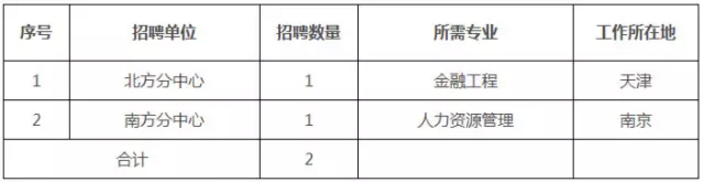 序号 招聘单位 招聘数量 所需专业 工作所在地
1 北方分中心 1 金融工程 天津
2 南方分中心 1 人力资源管理 南京
合计 2